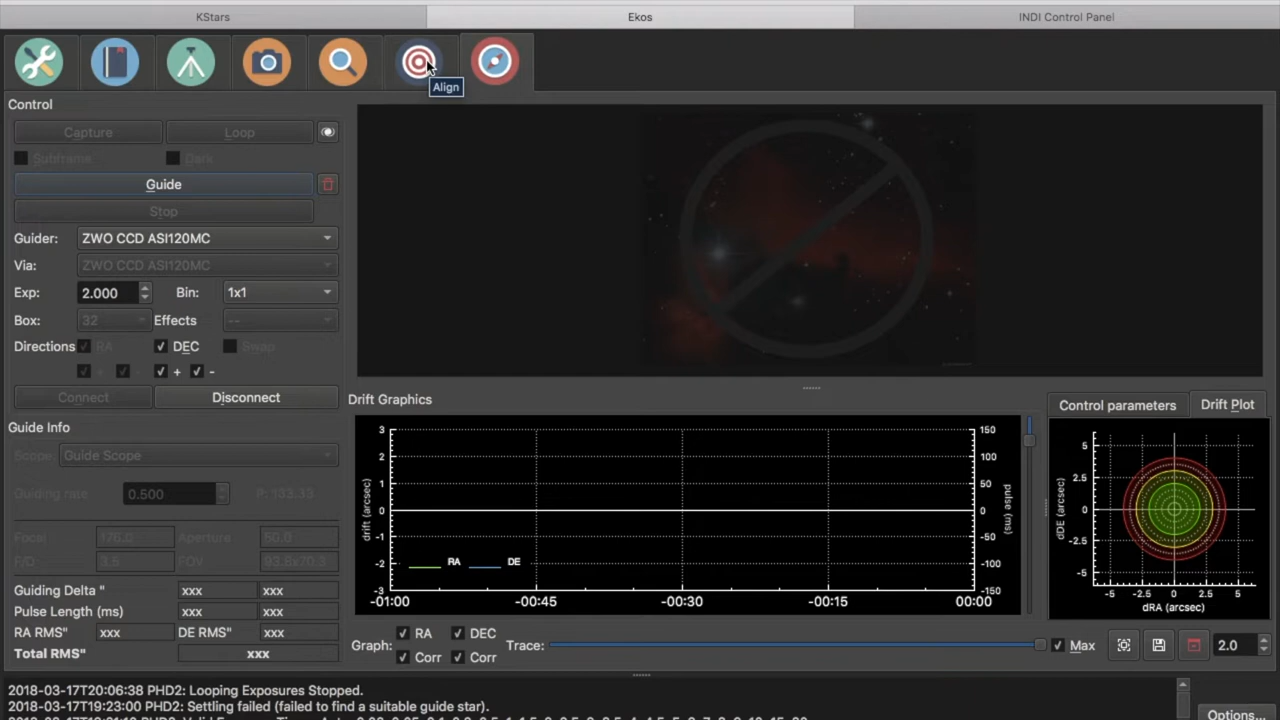 KStars Ekos INDI Control Panel
Align
Control
Capture Loop
Subframe Dark
Guide
Stop
Guider: ZWO CCD ASI120MC
Via: ZWO CCD ASI120MC
Exp: 2.000 Bin: 1x1
Box: 32 Effects --
Directions RA DEC Swap
+ - + -
Connect Disconnect
Guide Info
Scope: Guide Scope
Guiding rate 0.500 P: 133.33
Focal 176.0 Aperture 50.0
F/D 3.5 FOV
Guiding Delta " xxx xxx
Pulse Length (ms) xxx xxx
RA RMS" xxx DE RMS" xxx
Total RMS" xxx
Drift Graphics
3 150
2 100
1 50
0 0
-1 -50
-2 -100
-3 -150
drift (arcsec)
pulse (ms)
RA DE
-01:00 -00:45 -00:30 -00:15 00:00
Control parameters Drift Plot
5
2.5
0
-2.5
-5
dDE (arcsec)
-5 -2.5 0 2.5 5
dRA (arcsec)
Graph: RA DEC Trace: Max 2.0
Corr Corr
2018-03-17T20:06:38 PHD2: Looping Exposures Stopped.
2018-03-17T19:23:00 PHD2: Settling failed (failed to find a suitable guide star).
Options...